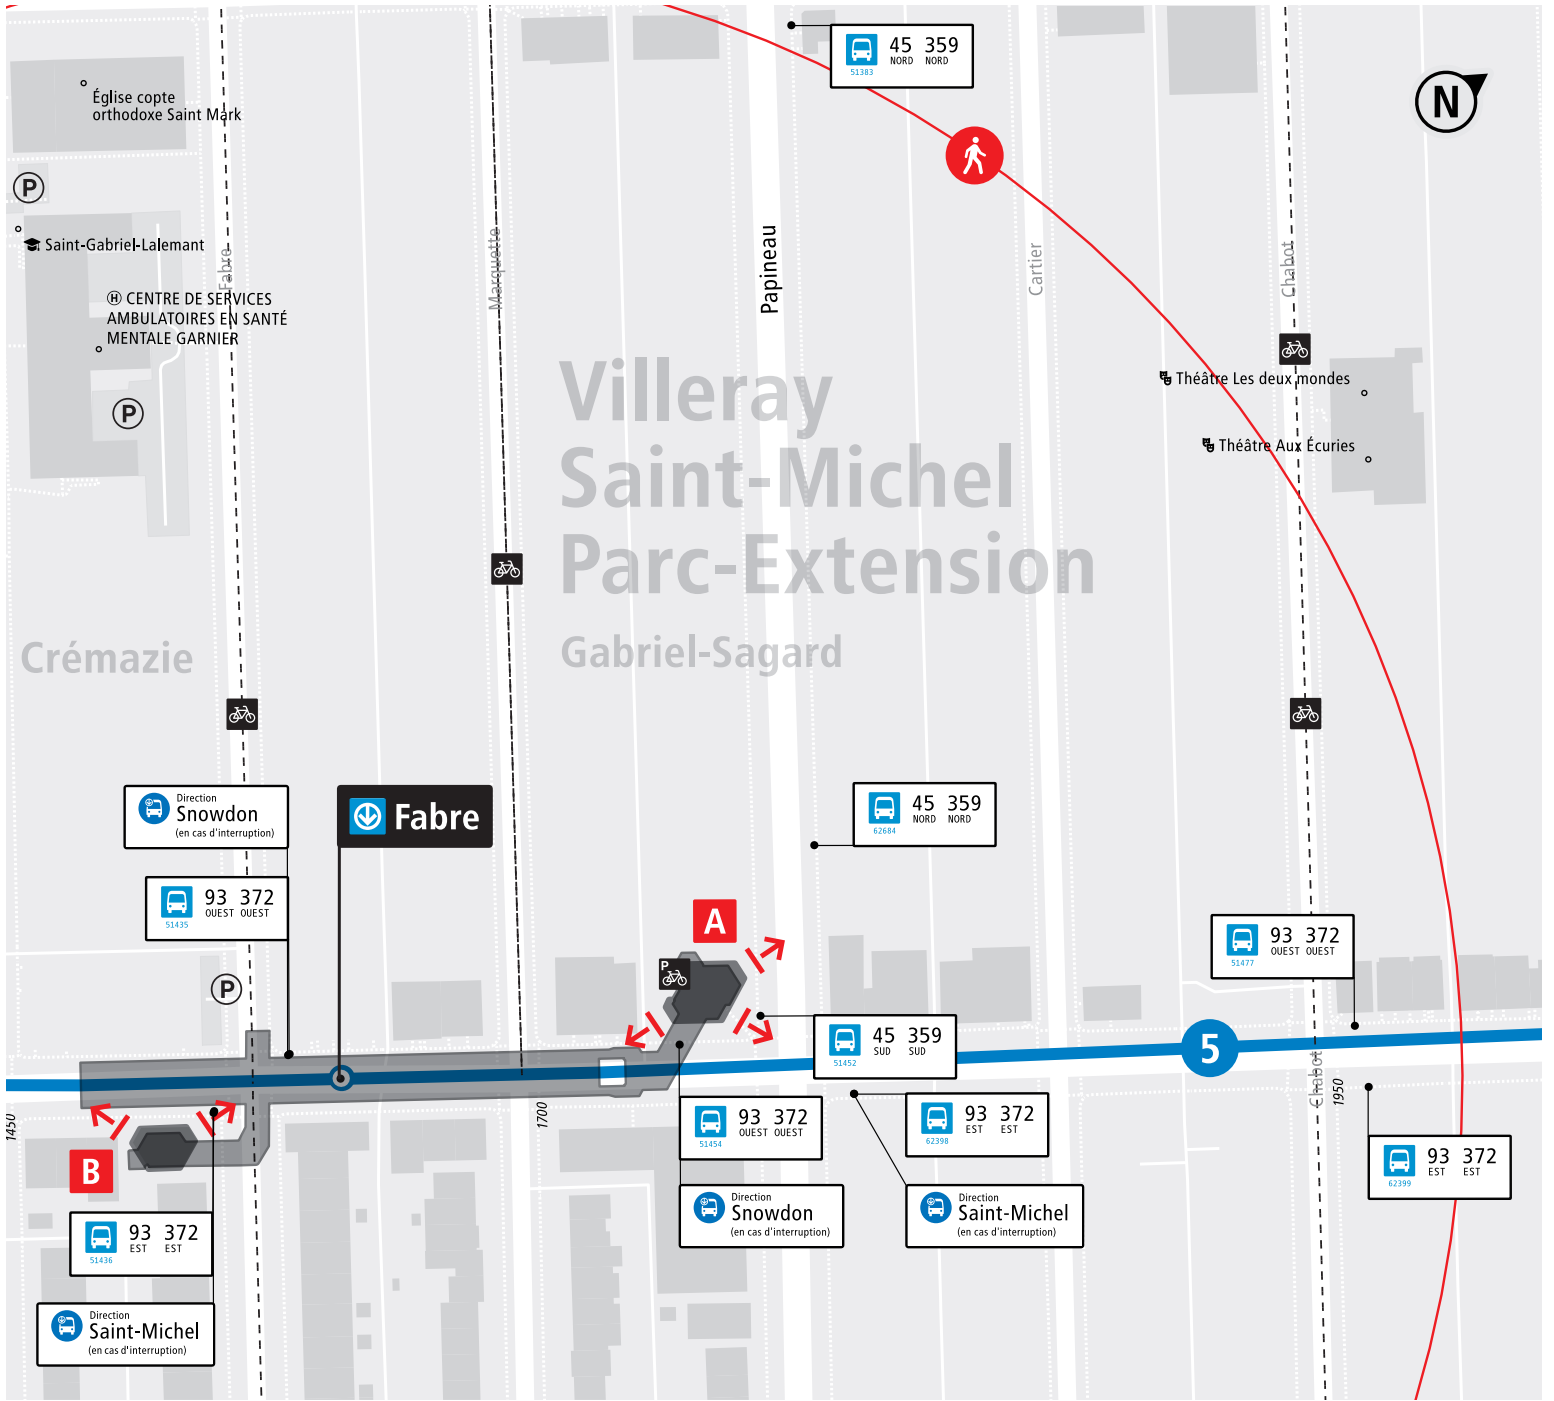 45 359
NORD NORD
51383
N
Église copte
orthodoxe Saint Mark
P
Saint-Gabriel-Lalemant
Fabre
Marquette
Papineau
Cartier
Chabot
H CENTRE DE SERVICES
AMBULATOIRES EN SANTÉ
MENTALE GARNIER
P
Villeray
Saint-Michel
Parc-Extension
Gabriel-Sagard
Théâtre Les deux mondes
Théâtre Aux Écuries
Crémazie
Direction
Snowdon
(en cas d'interruption)
Fabre
45 359
NORD NORD
62684
93 372
OUEST OUEST
51435
A
P
P
93 372
OUEST OUEST
51477
45 359
SUD SUD
51452
5
1450
1700
Chabot
1950
93 372
OUEST OUEST
51454
93 372
EST EST
62398
93 372
EST EST
62399
B
Direction
Snowdon
(en cas d'interruption)
Direction
Saint-Michel
(en cas d'interruption)
93 372
EST EST
51436
Direction
Saint-Michel
(en cas d'interruption)